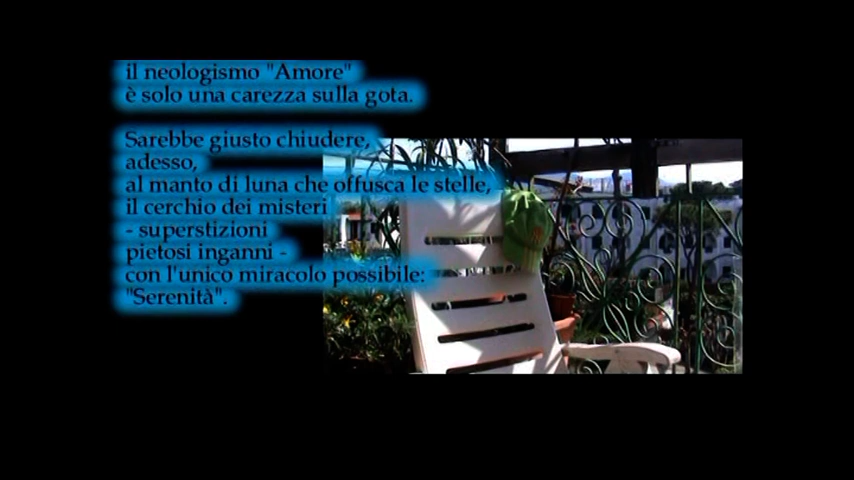 il neologismo "Amore"
è solo una carezza sulla gota.
Sarebbe giusto chiudere,
adesso,
al manto di luna che offusca le stelle,
il cerchio dei misteri
- superstizioni
pietosi inganni -
con l'unico miracolo possibile:
"Serenità".